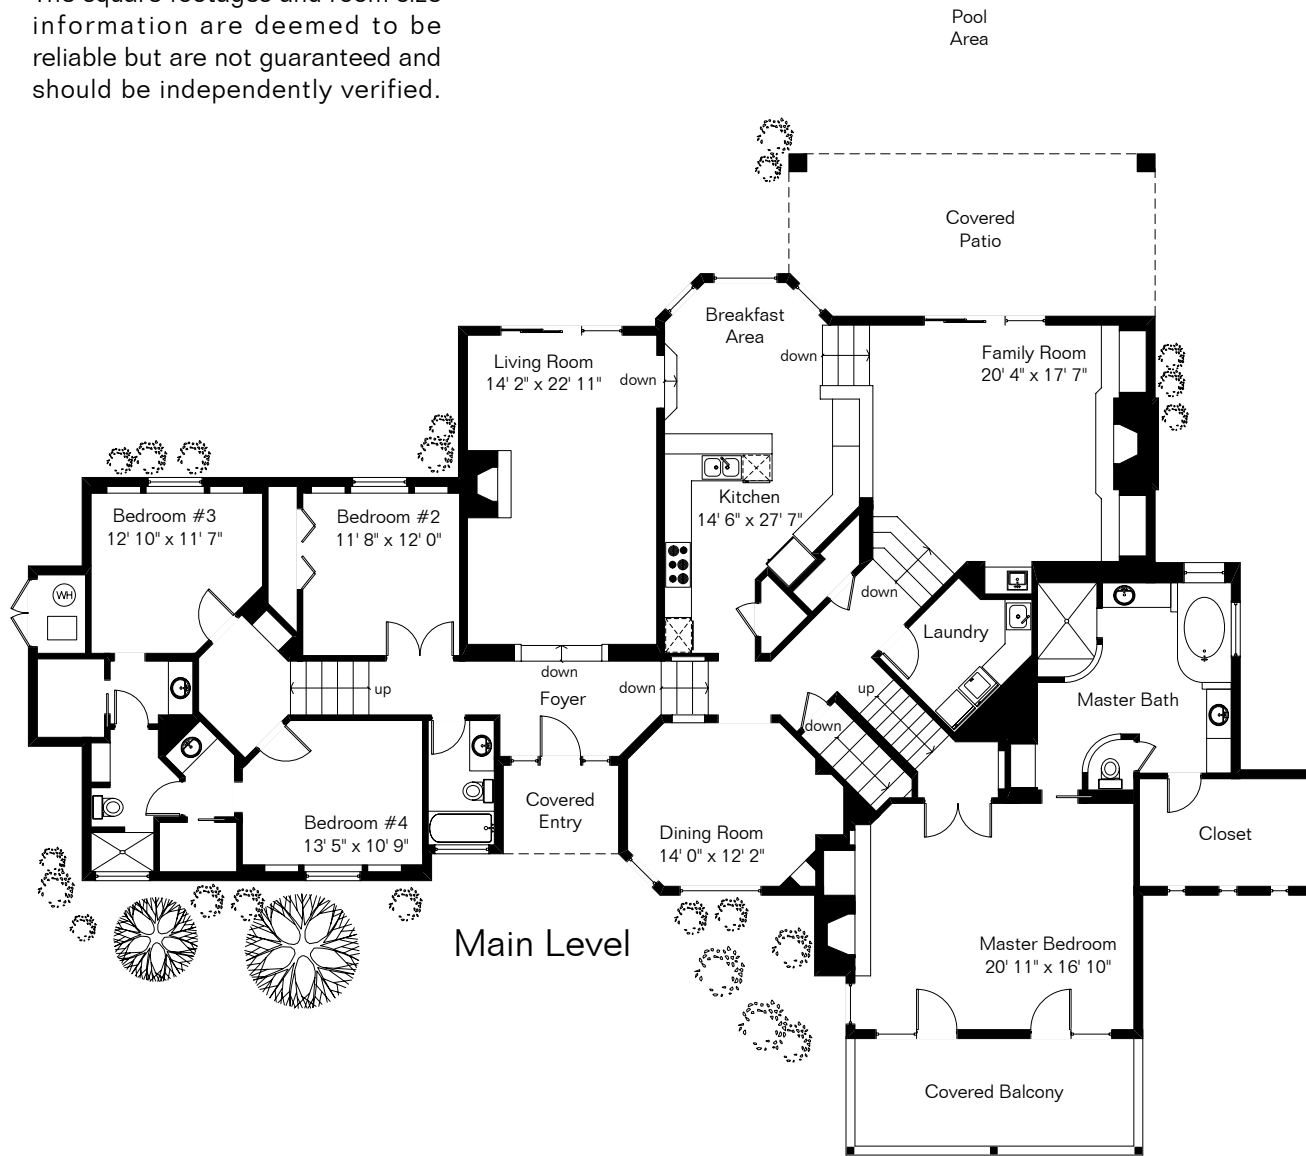 The square footages and room size
information are deemed to be
reliable but are not guaranteed and
should be independently verified.
Pool
Area
Covered
Patio
Breakfast
Area
down
Family Room
20' 4" x 17' 7"
Living Room
14' 2" x 22' 11"
down
Kitchen
14' 6" x 27' 7"
Bedroom #3
12' 10" x 11' 7"
Bedroom #2
11' 8" x 12' 0"
WH
down
Laundry
down
Foyer
up
down
up
down
Master Bath
Covered
Entry
Bedroom #4
13' 5" x 10' 9"
Dining Room
14' 0" x 12' 2"
Closet
Main Level
Master Bedroom
20' 11" x 16' 10"
Covered Balcony